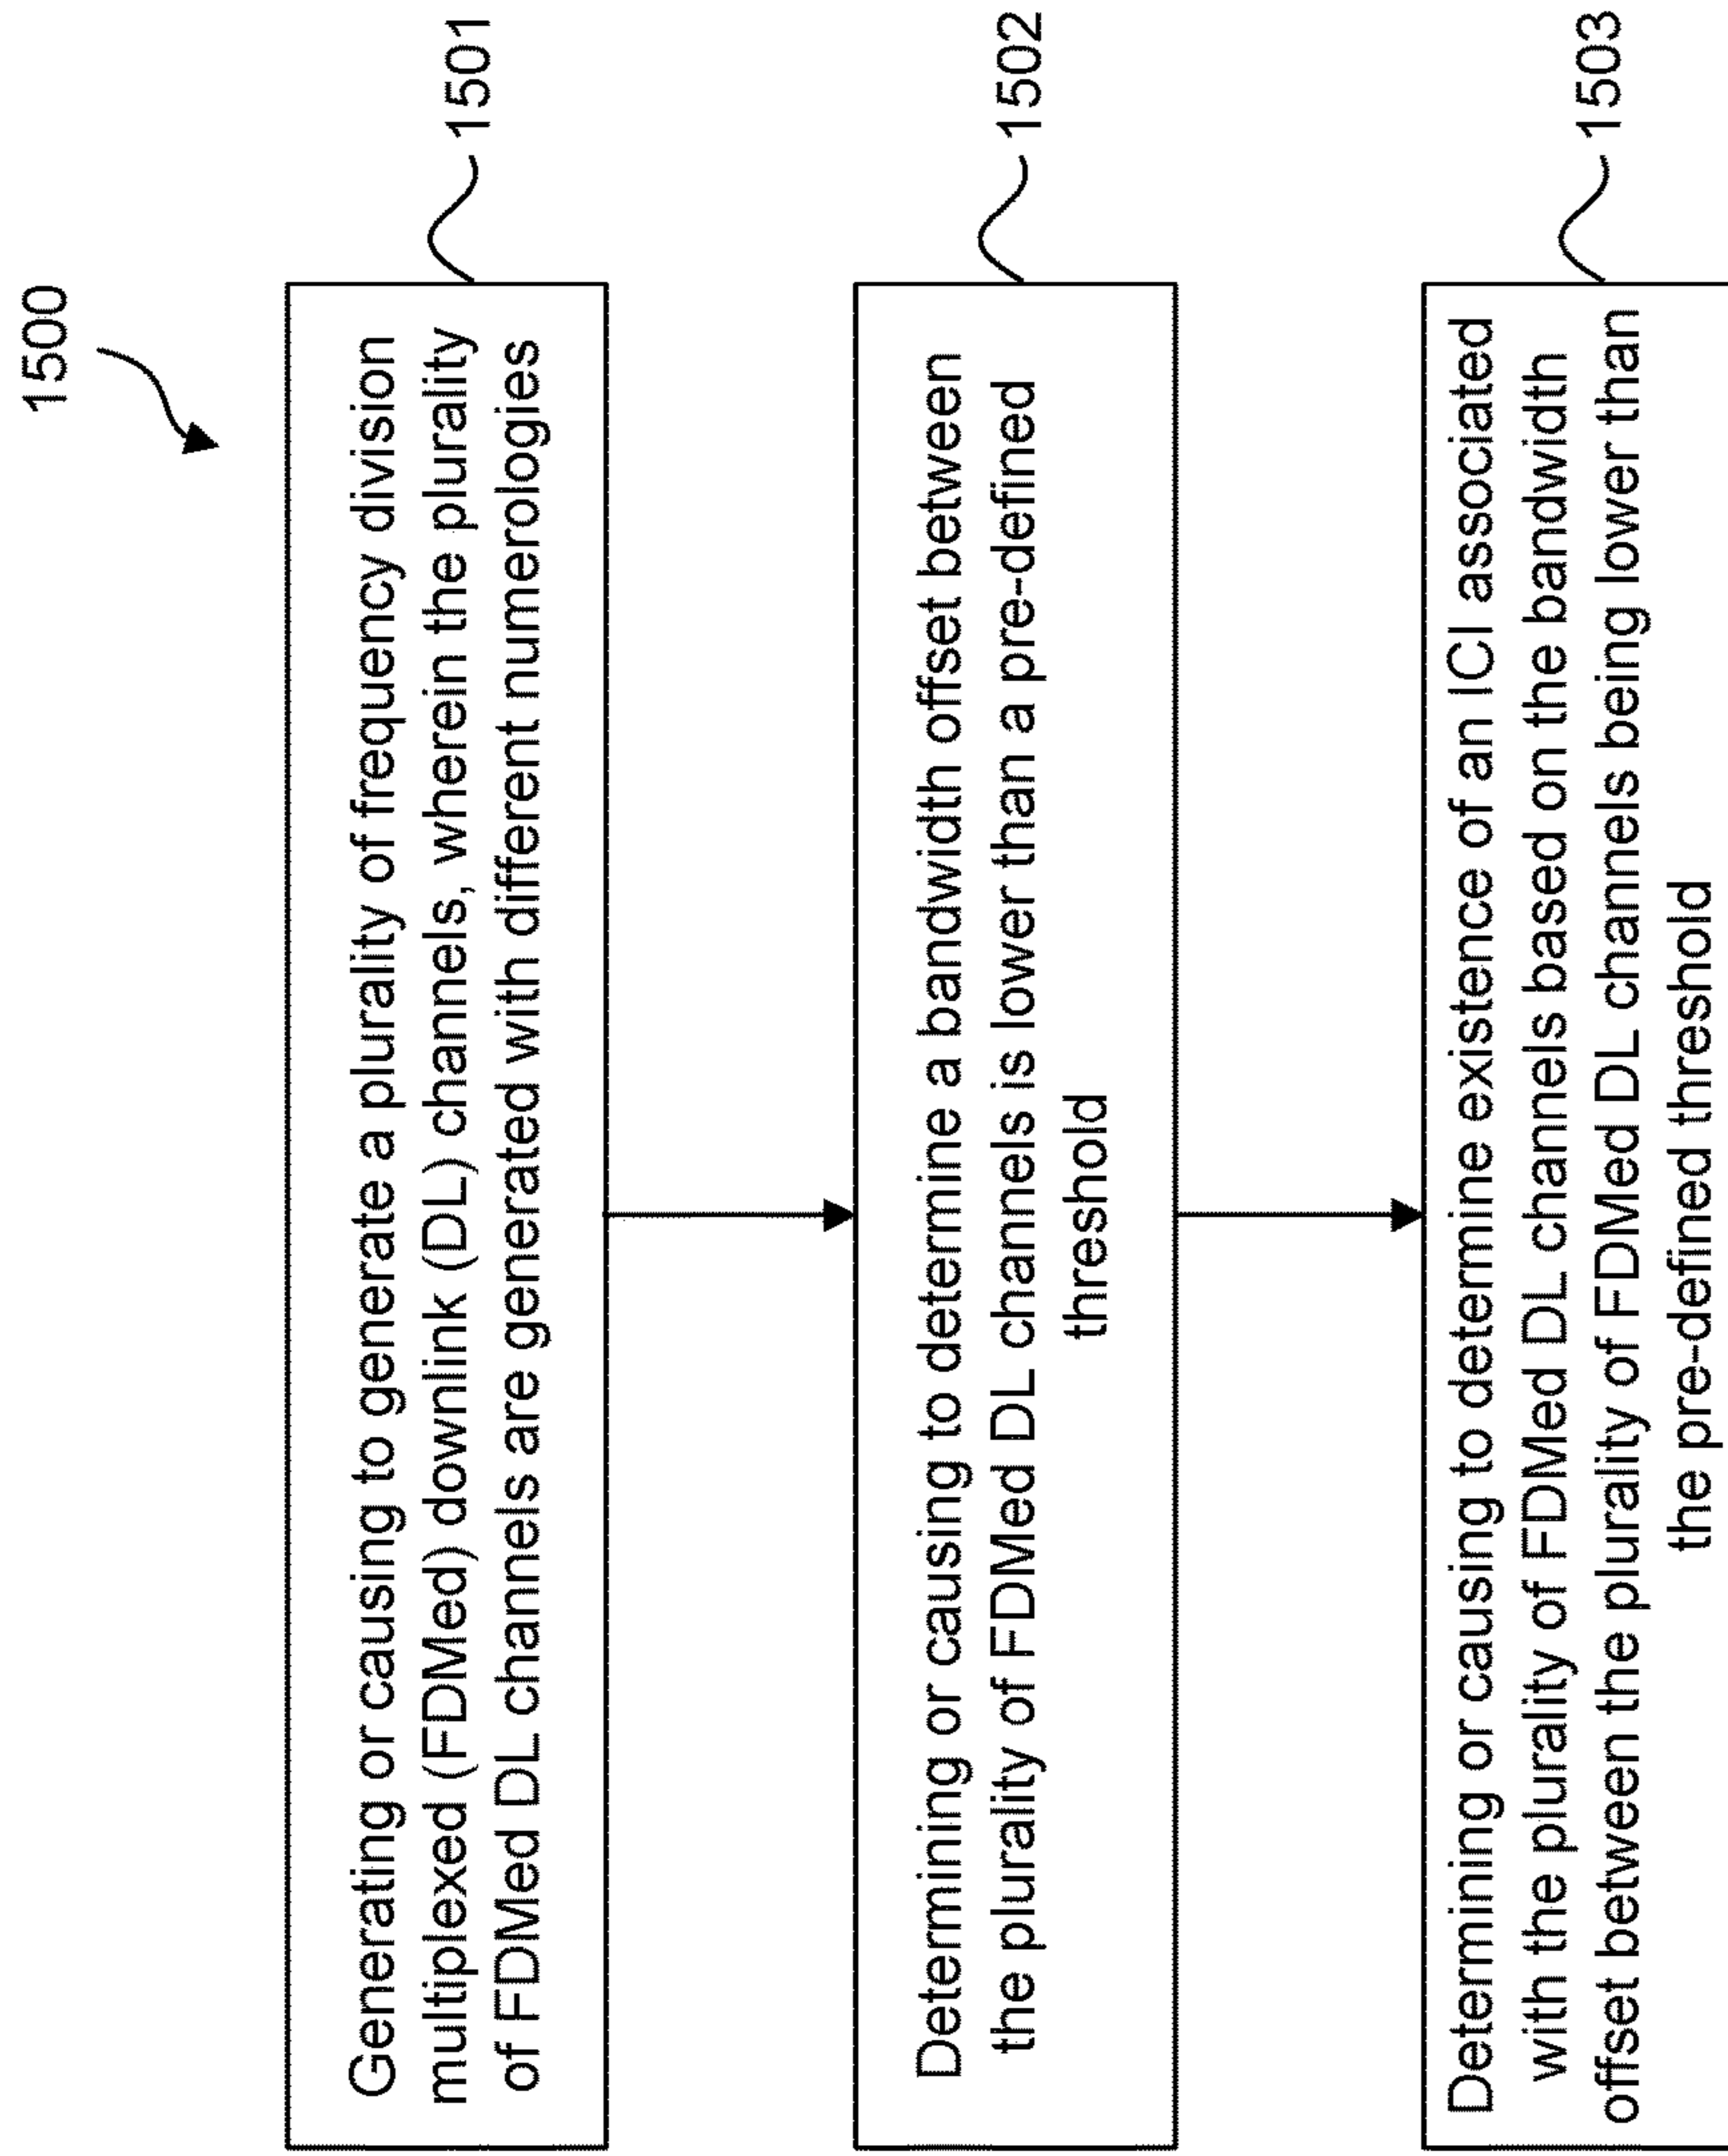 1500
Generating or causing to generate a plurality of frequency division
multiplexed (FDMed) downlink (DL) channels, wherein the plurality
of FDMed DL channels are generated with different numerologies
1501
Determining or causing to determine a bandwidth offset between
the plurality of FDMed DL channels is lower than a pre-defined
threshold
1502
Determining or causing to determine existence of an ICI associated
with the plurality of FDMed DL channels based on the bandwidth
offset between the plurality of FDMed DL channels being lower than
the pre-defined threshold
1503